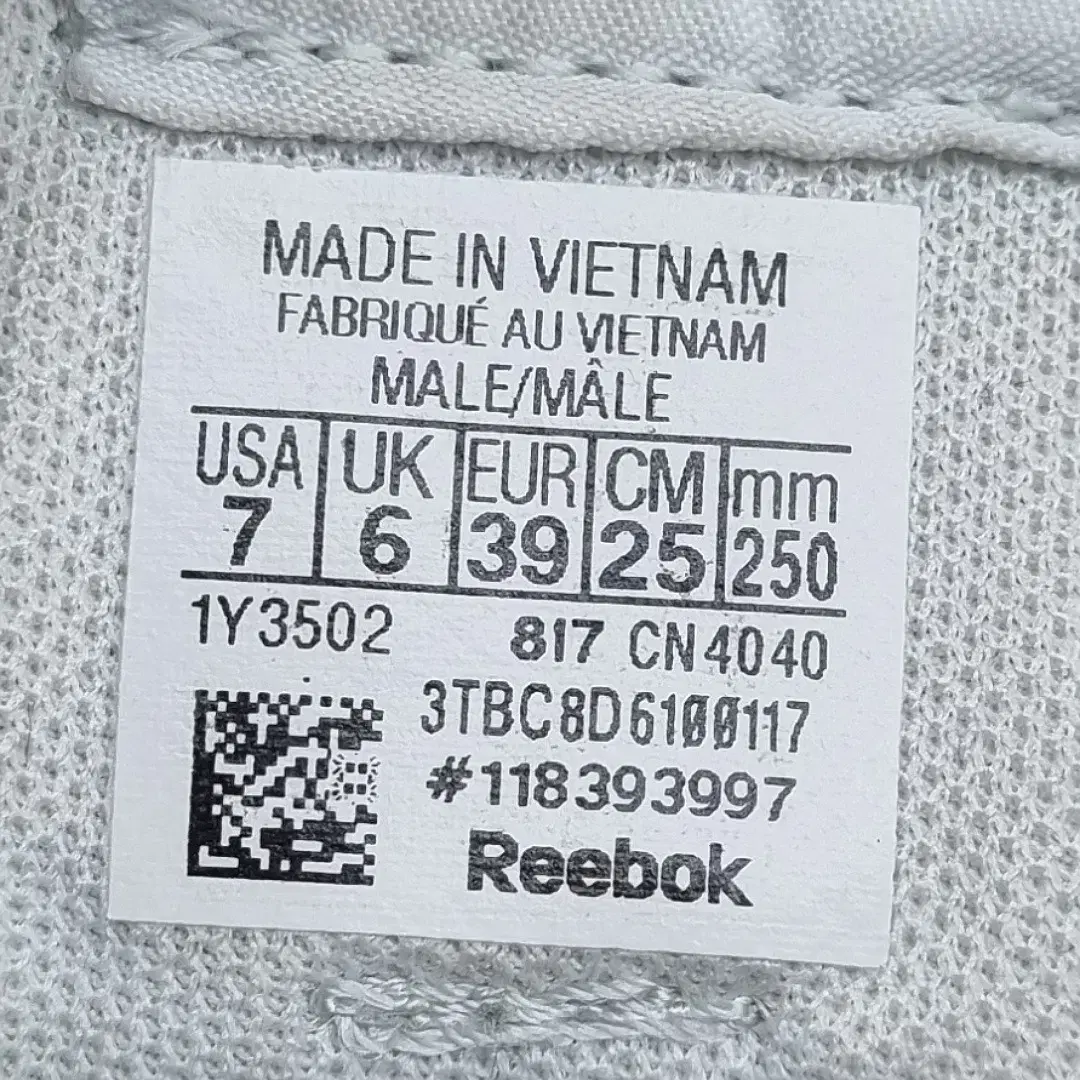 MADE IN VIETNAM
FABRIQUÉ AU VIETNAM
MALE/MÂLE
USA UK EUR CM mm
7 6 39 25 250
1Y3502 817 CN4040
3TBC8D6100117
#118393997
Reebok